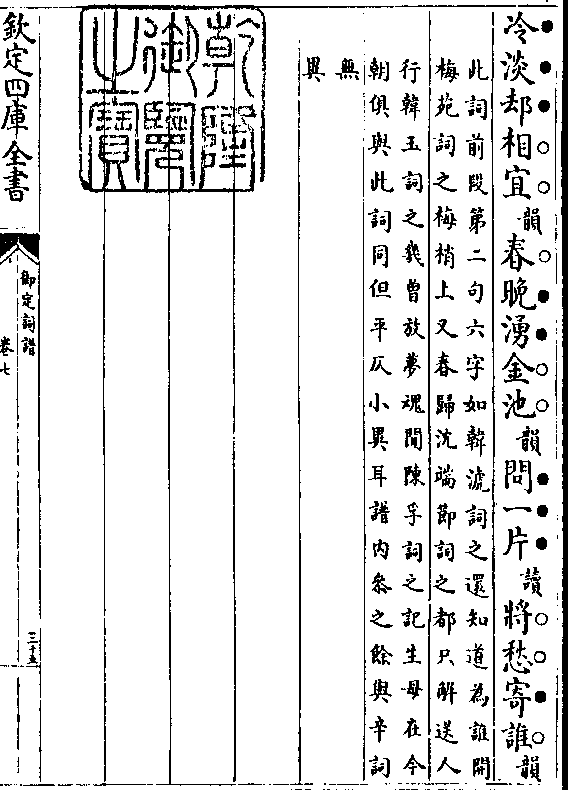 冷淡却相宜韻春晚湧金池韻問一片讀將愁寄誰韻
此詞前段第二句六字如韓淲詞之還知道為誰開
梅苑詞之梅梢上又春歸沈端節詞之都只解送人
行韓玉詞之幾曾放夢魂閒陳孚詞之記生母在今
朝俱與此詞同但平仄小異耳譜内叅之餘與辛詞
無
異
乾隆御覽之寶
欽定四庫全書
御定詞譜
卷七
三十五